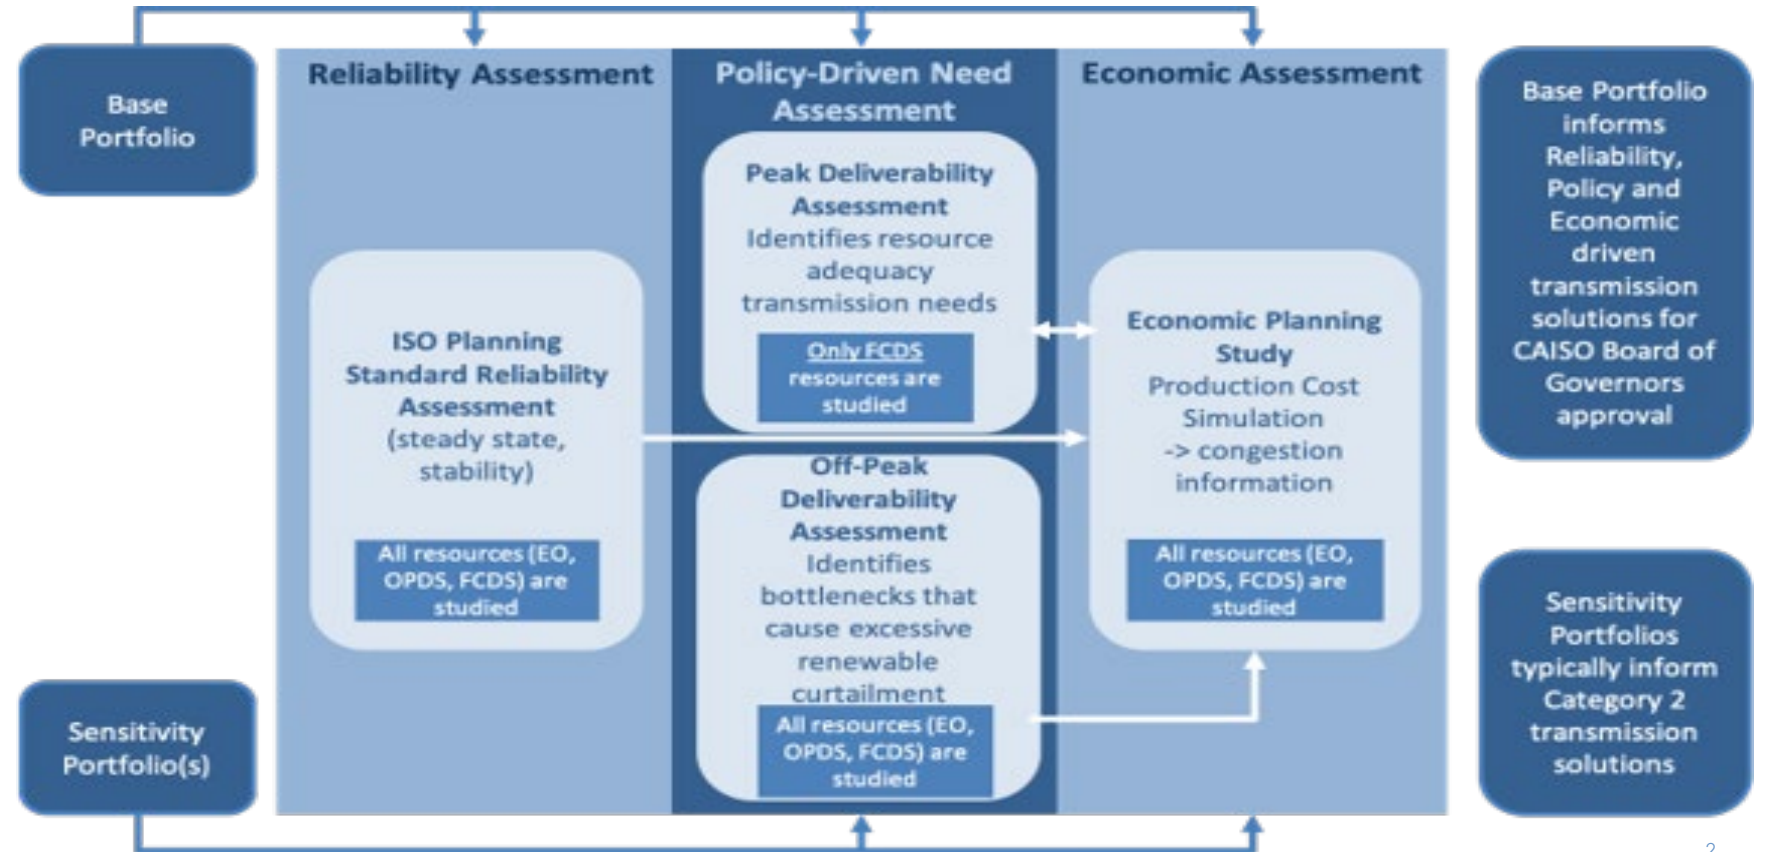 Base
Portfolio
Reliability Assessment
Policy-Driven Need
Assessment
Economic Assessment
ISO Planning
Standard Reliability
Assessment
(steady state,
stability)
All resources (EO,
OPDS, FCDS) are
studied
Peak Deliverability
Assessment
Identifies resource
adequacy
transmission needs
Only FCDS
resources are
studied
Off-Peak
Deliverability
Assessment
Identifies
bottlenecks that
cause excessive
renewable
curtailment
All resources (EO,
OPDS, FCDS) are
studied
Economic Planning
Study
Production Cost
Simulation
-> congestion
information
All resources (EO,
OPDS, FCDS) are
studied
Base Portfolio
informs
Reliability,
Policy and
Economic
driven
transmission
solutions for
CAISO Board of
Governors
approval
Sensitivity
Portfolio(s)
Sensitivity
Portfolios
typically inform
Category 2
transmission
solutions
2